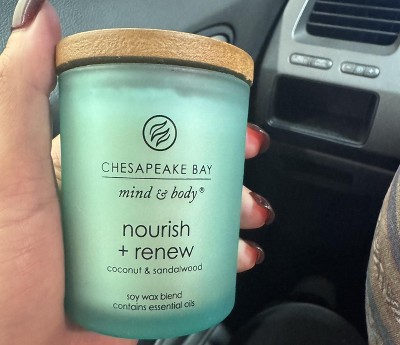 CHESAPEAKE BAY
mind & body®
nourish
+ renew
coconut & sandalwood
soy wax blend
contains essential oils